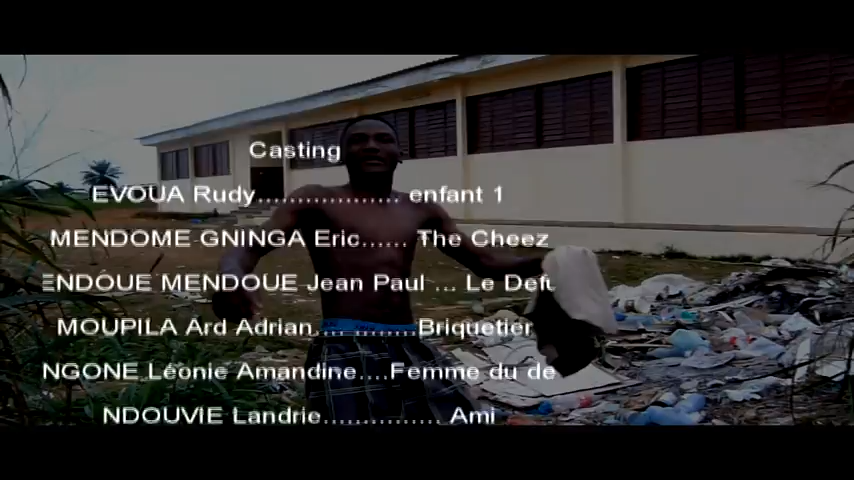 Casting
EVOUA Rudy.................. enfant 1
MENDOME GNINGA Eric...... The Cheez
ENDOUE MENDOUE Jean Paul ... Le Deft
MOUPILA Ard Adrian...............Briquetier
NGONE Léonie Amandine....Femme du de
NDOUVIE Landrie............... Ami